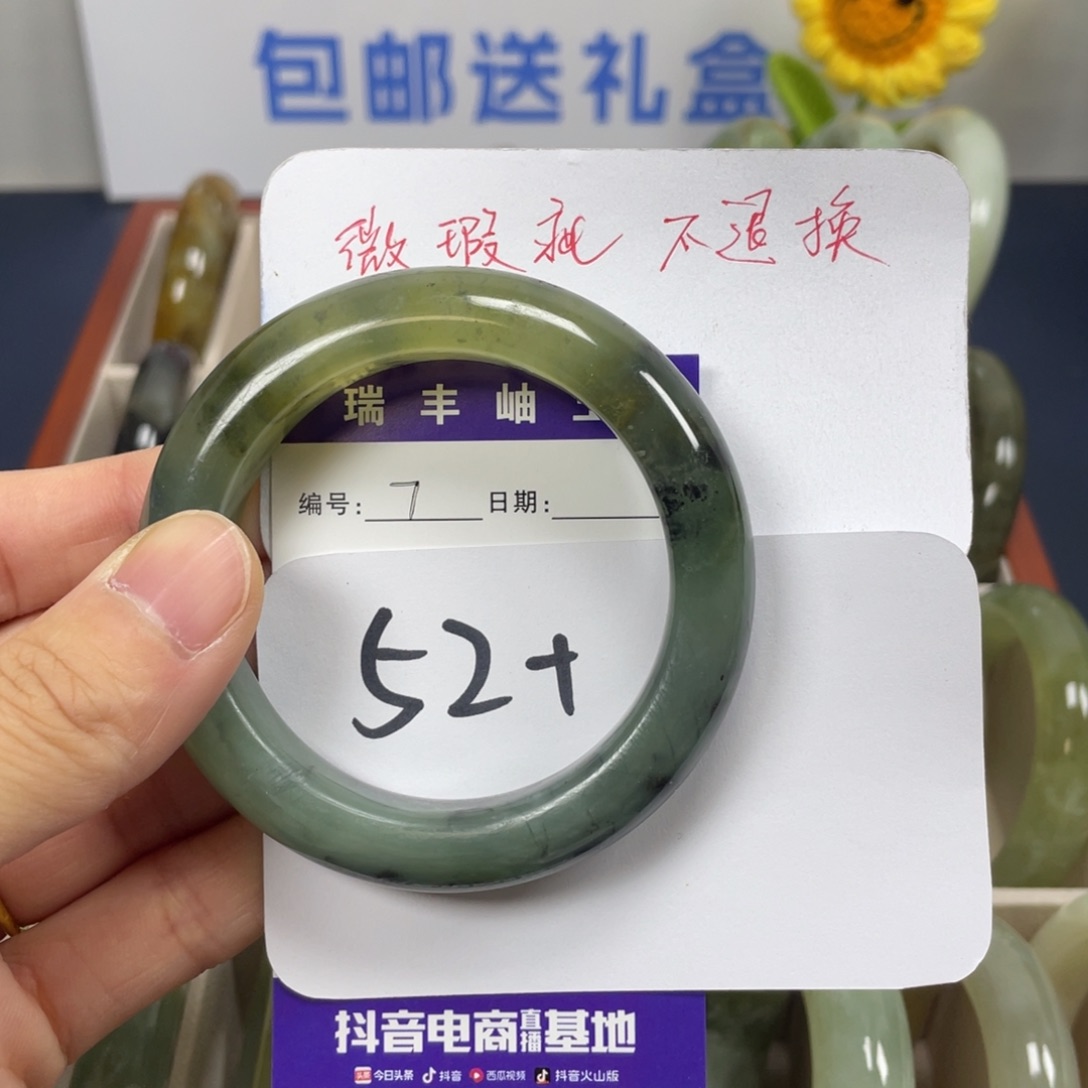 包邮送礼盒
微瑕疵 不退换
瑞丰岫
编号: 7 日期:
52+
抖音电商直播基地
头条 今日头条 抖音 西瓜视频 抖音火山版